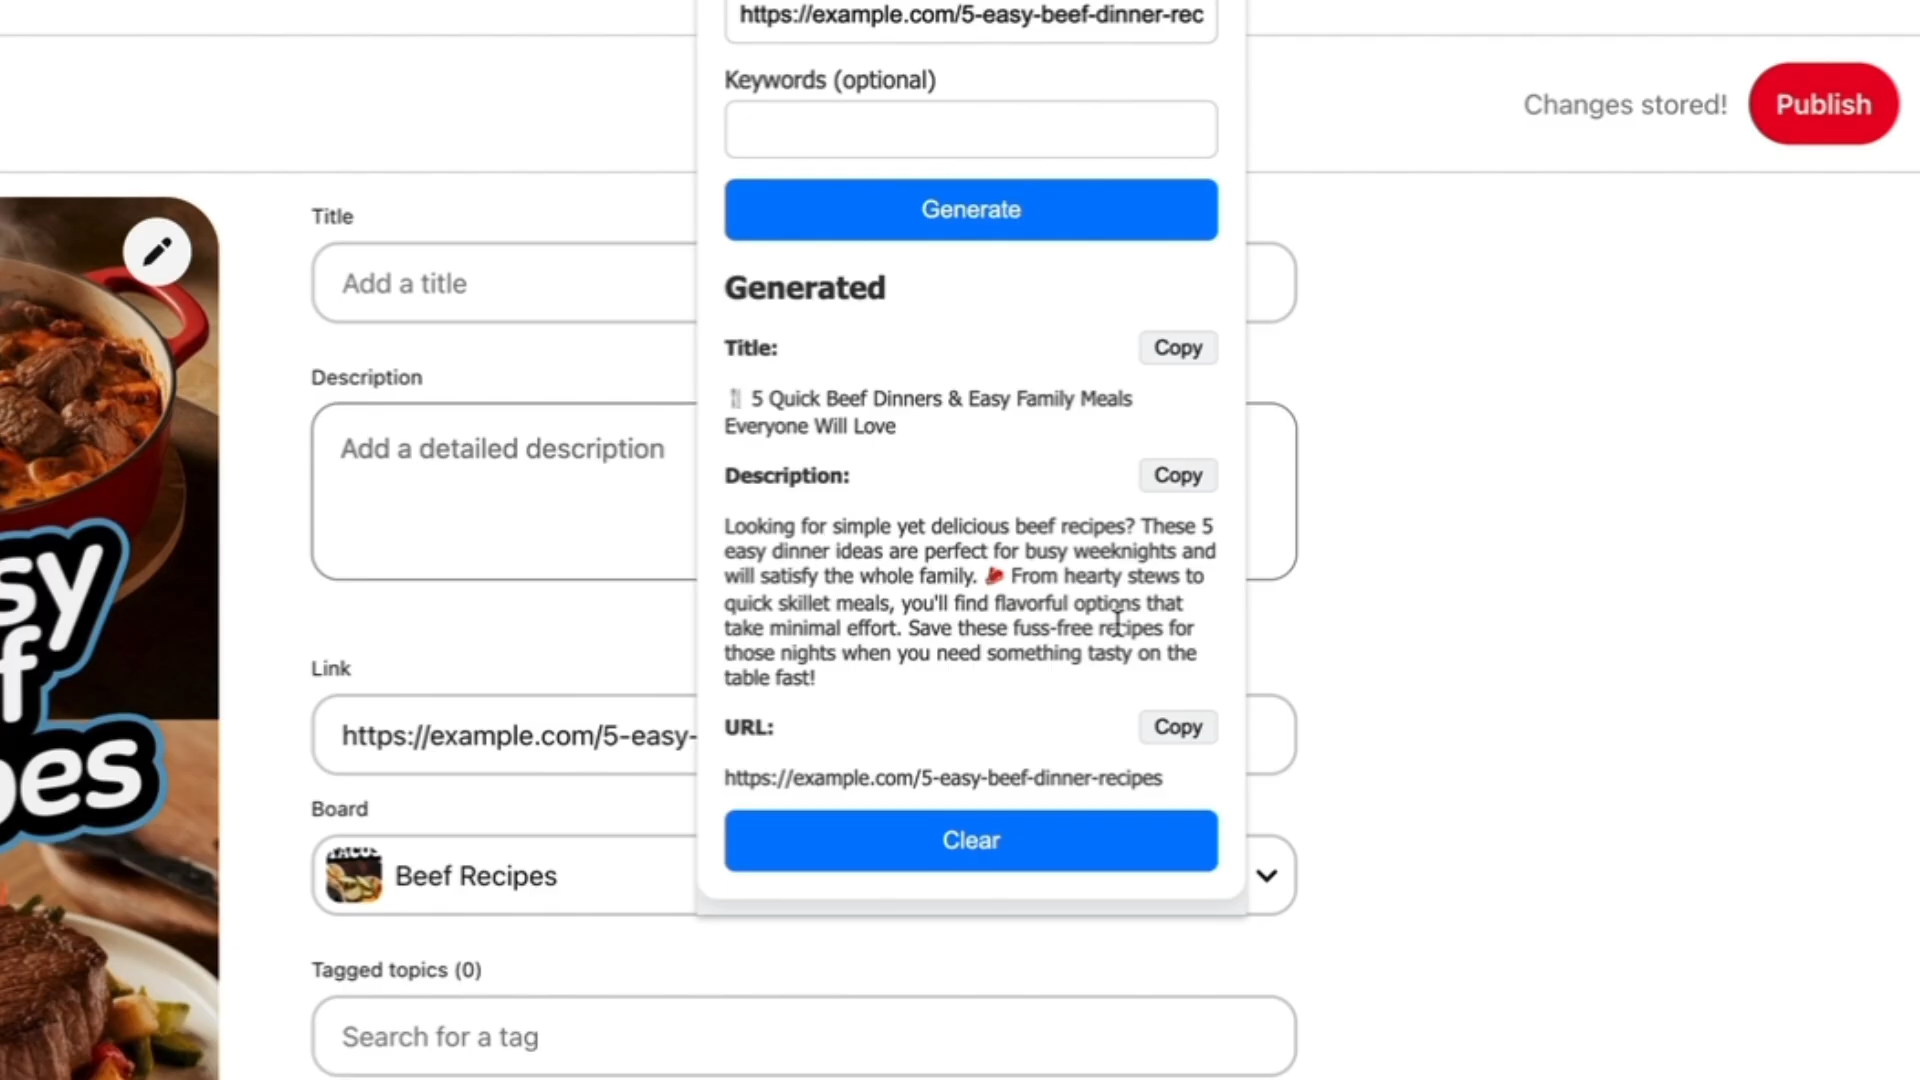 https://example.com/5-easy-beef-dinner-rec
Keywords (optional)
Changes stored!
Publish
Generate
Title
Add a title
Generated
Title:
Copy
🍴 5 Quick Beef Dinners & Easy Family Meals
Everyone Will Love
Description
Add a detailed description
Description:
Copy
Looking for simple yet delicious beef recipes? These 5
easy dinner ideas are perfect for busy weeknights and
will satisfy the whole family. 🥩 From hearty stews to
quick skillet meals, you'll find flavorful options that
take minimal effort. Save these fuss-free recipes for
those nights when you need something tasty on the
table fast!
Link
https://example.com/5-easy-
URL:
Copy
https://example.com/5-easy-beef-dinner-recipes
Clear
Board
TACOS
Beef Recipes
Tagged topics (0)
Search for a tag
sy
f
pes